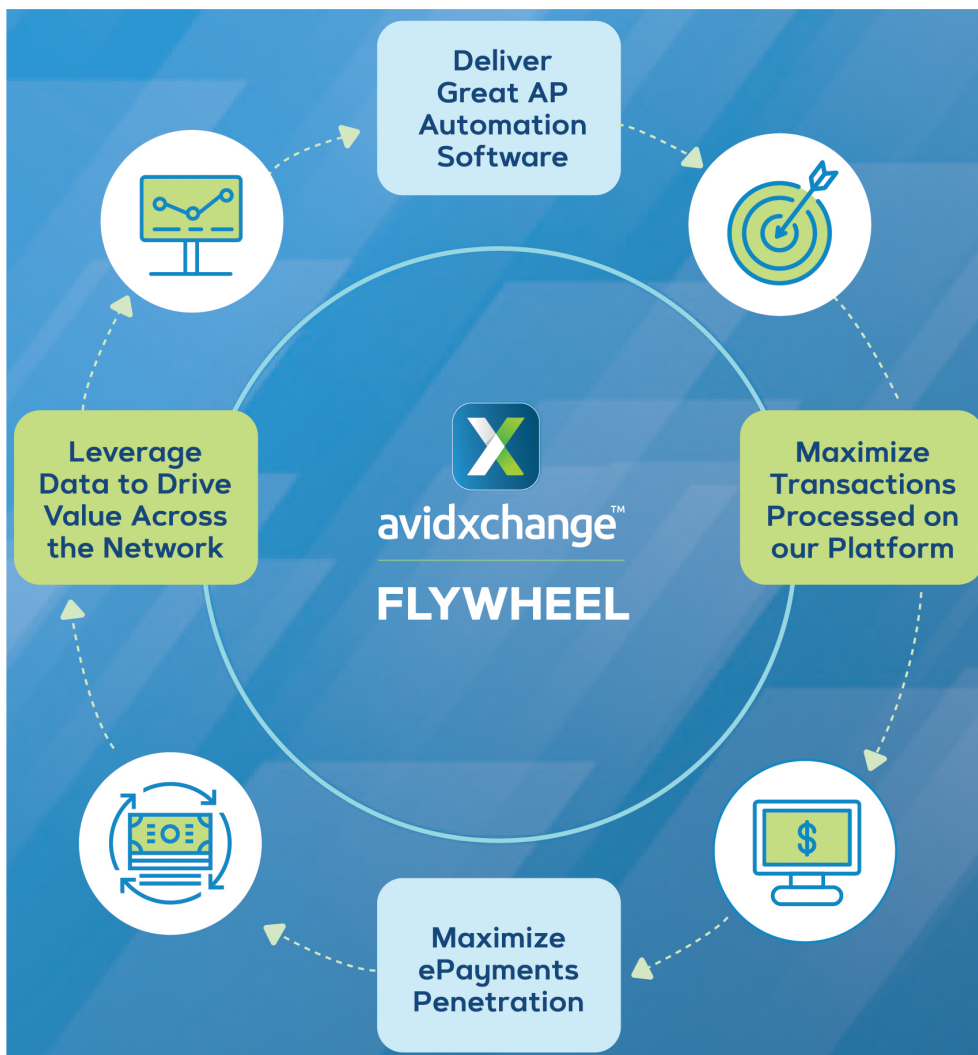 Deliver
Great AP
Automation
Software
Maximize
Transactions
Processed on
our Platform
$
Maximize
ePayments
Penetration
Leverage
Data to Drive
Value Across
the Network
X
avidxchange™
FLYWHEEL